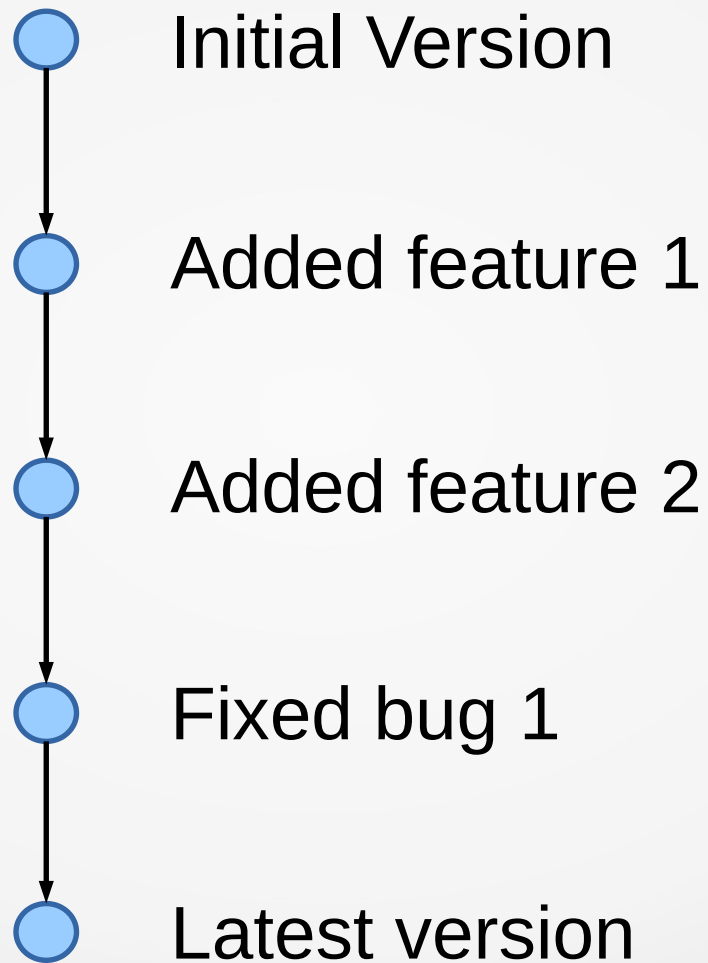 Initial Version
Added feature 1
Added feature 2
Fixed bug 1
Latest version